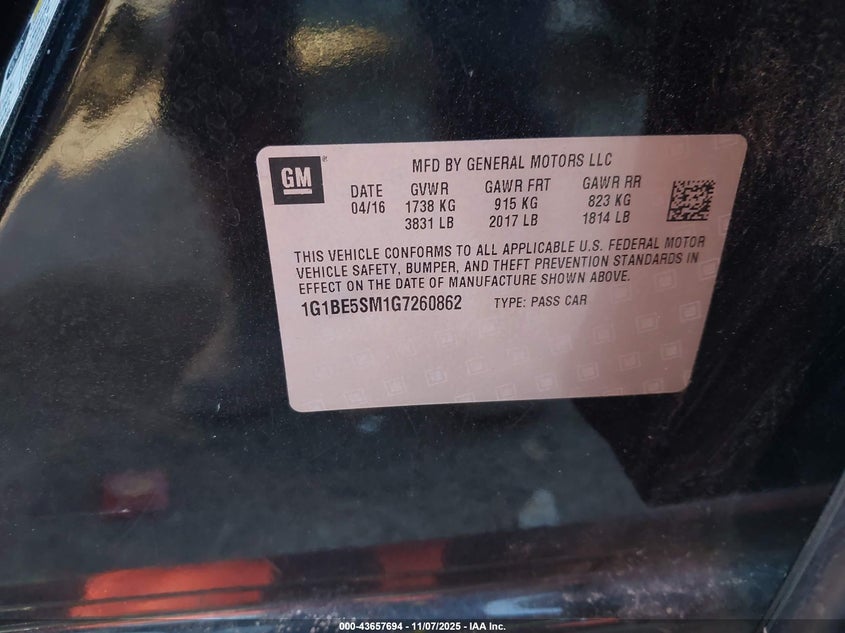 GM
MFD BY GENERAL MOTORS LLC
DATE GVWR GAWR FRT GAWR RR
04/16 1738 KG 915 KG 823 KG
3831 LB 2017 LB 1814 LB
THIS VEHICLE CONFORMS TO ALL APPLICABLE U.S. FEDERAL MOTOR
VEHICLE SAFETY, BUMPER, AND THEFT PREVENTION STANDARDS IN
EFFECT ON THE DATE OF MANUFACTURE SHOWN ABOVE.
1G1BE5SM1G7260862 TYPE: PASS CAR
000-43657694 - 11/07/2025 - IAA Inc.